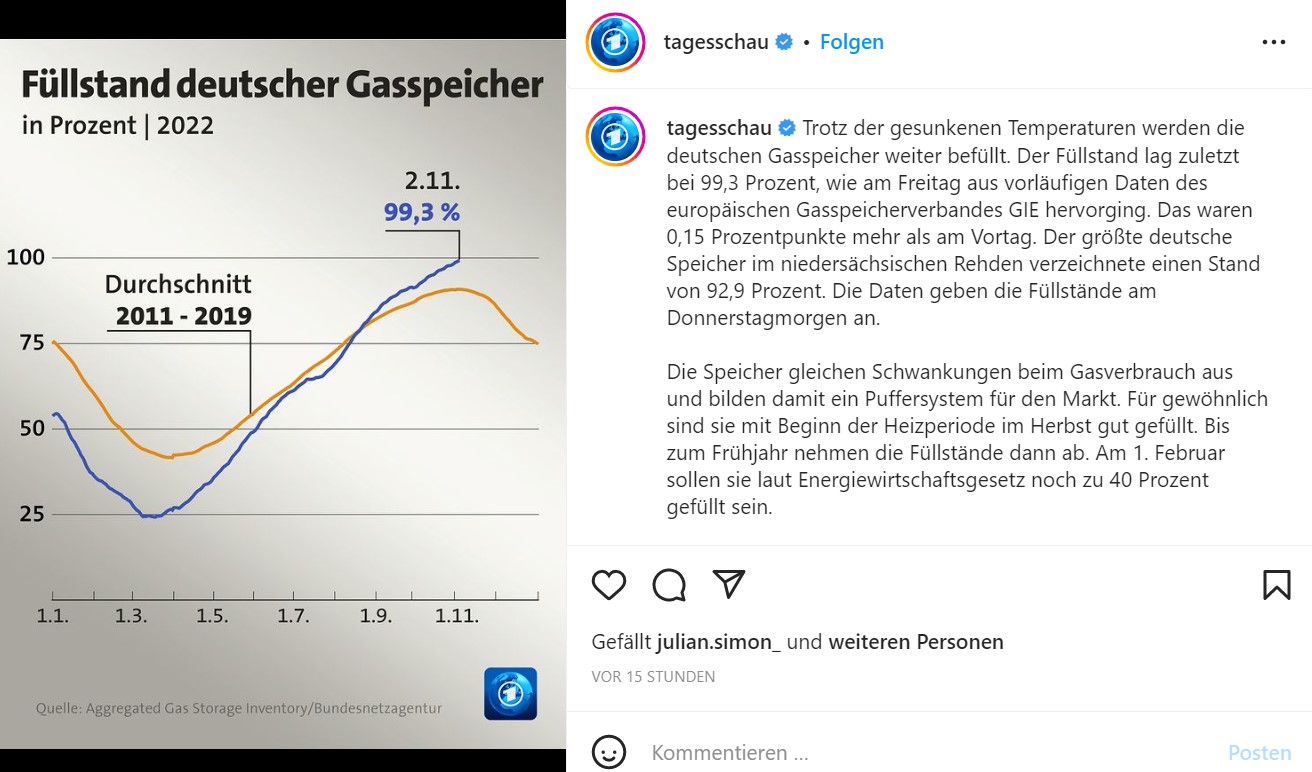 Füllstand deutscher Gasspeicher
in Prozent | 2022
2.11.
99,3 %
100
Durchschnitt
2011 - 2019
75
50
25
1.1.
1.3.
1.5.
1.7.
1.9.
1.11.
Quelle: Aggregated Gas Storage Inventory/Bundesnetzagentur
tagesschau • Folgen
tagesschau Trotz der gesunkenen Temperaturen werden die
deutschen Gasspeicher weiter befüllt. Der Füllstand lag zuletzt
bei 99,3 Prozent, wie am Freitag aus vorläufigen Daten des
europäischen Gasspeicherverbandes GIE hervorging. Das waren
0,15 Prozentpunkte mehr als am Vortag. Der größte deutsche
Speicher im niedersächsischen Rehden verzeichnete einen Stand
von 92,9 Prozent. Die Daten geben die Füllstände am
Donnerstagmorgen an.
Die Speicher gleichen Schwankungen beim Gasverbrauch aus
und bilden damit ein Puffersystem für den Markt. Für gewöhnlich
sind sie mit Beginn der Heizperiode im Herbst gut gefüllt. Bis
zum Frühjahr nehmen die Füllstände dann ab. Am 1. Februar
sollen sie laut Energiewirtschaftsgesetz noch zu 40 Prozent
gefüllt sein.
Gefällt julian.simon_ und weiteren Personen
VOR 15 STUNDEN
Kommentieren ...
Posten